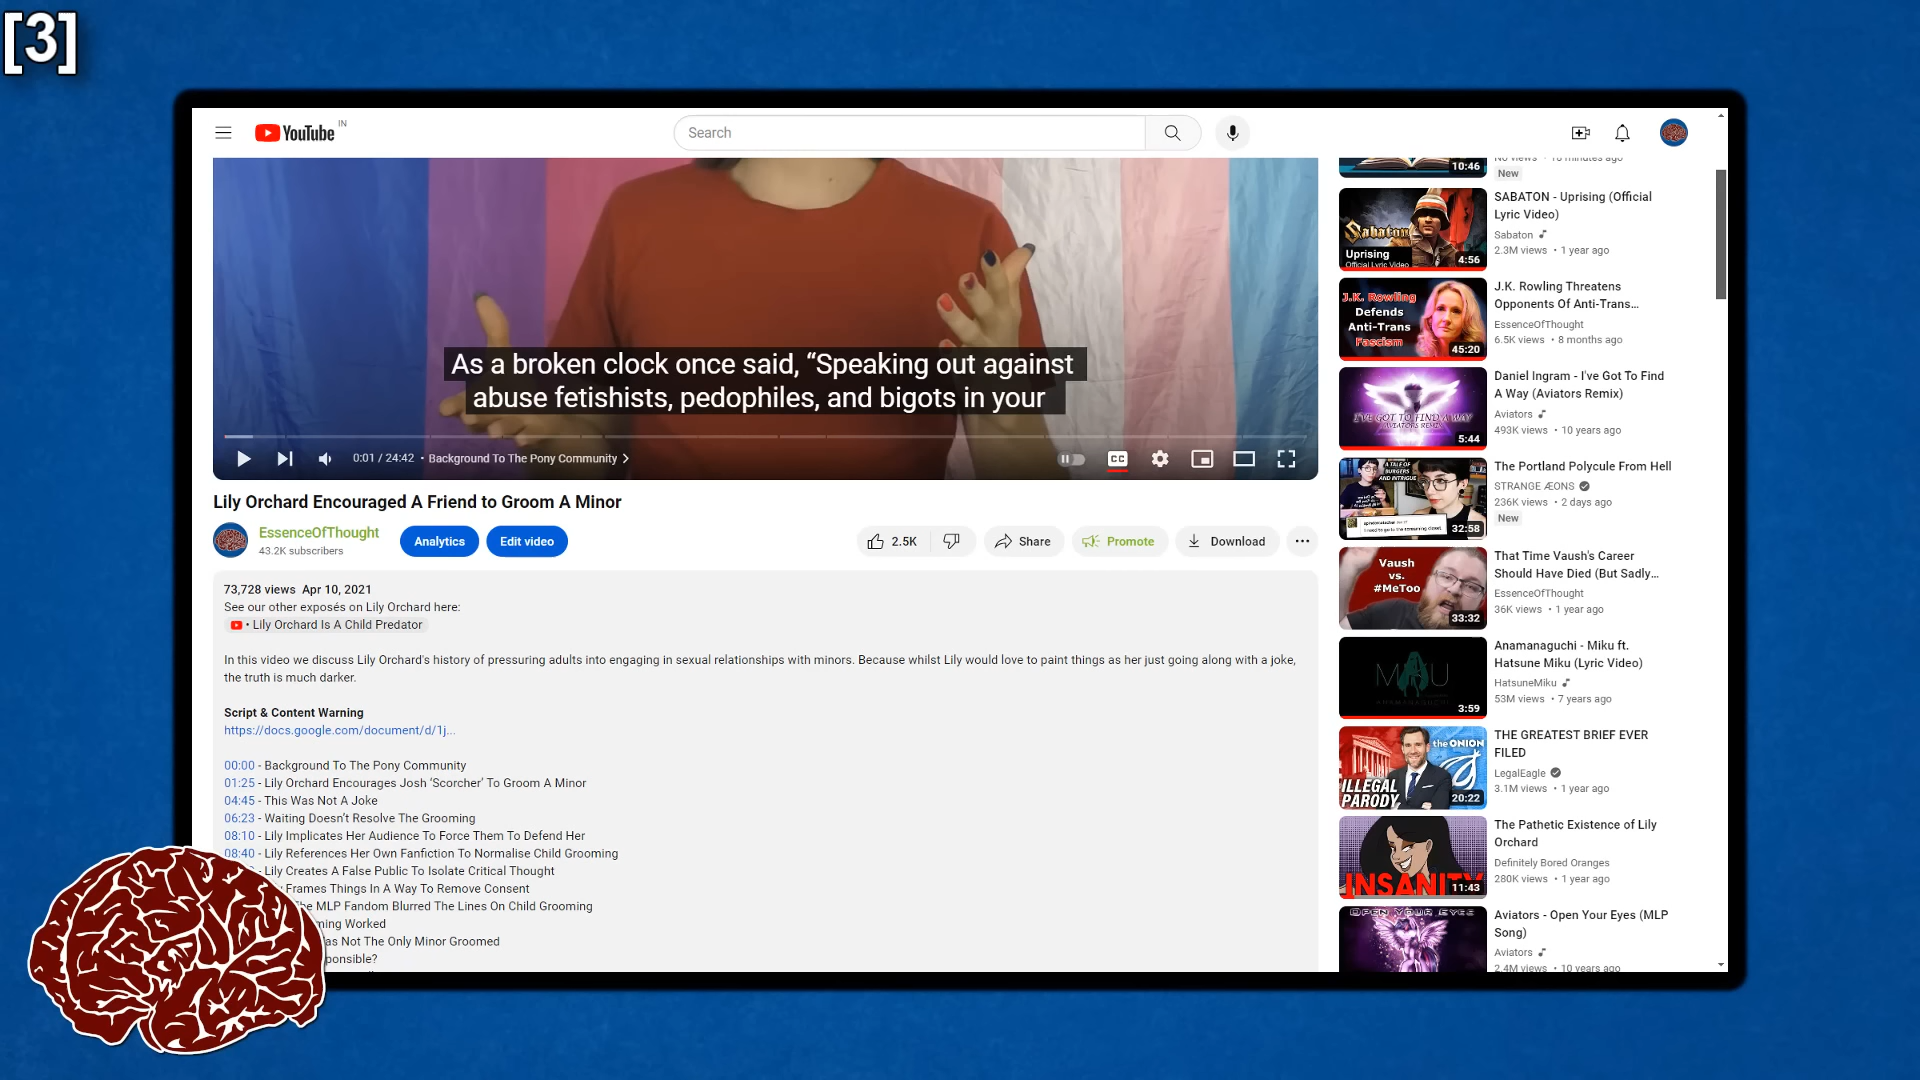 [3]
YouTube IN
Search
As a broken clock once said, “Speaking out against
abuse fetishists, pedophiles, and bigots in your
0:01 / 24:42 • Background To The Pony Community
CC
Lily Orchard Encouraged A Friend to Groom A Minor
EssenceOfThought
43.2K subscribers
Analytics
Edit video
2.5K
Share
Promote
Download
73,728 views Apr 10, 2021
See our other exposés on Lily Orchard here:
• Lily Orchard Is A Child Predator
In this video we discuss Lily Orchard's history of pressuring adults into engaging in sexual relationships with minors. Because whilst Lily would love to paint things as her just going along with a joke,
the truth is much darker.
Script & Content Warning
https://docs.google.com/document/d/1j...
00:00 - Background To The Pony Community
01:25 - Lily Orchard Encourages Josh ‘Scorcher’ To Groom A Minor
04:45 - This Was Not A Joke
06:23 - Waiting Doesn’t Resolve The Grooming
08:10 - Lily Implicates Her Audience To Force Them To Defend Her
08:40 - Lily References Her Own Fanfiction To Normalise Child Grooming
- Lily Creates A False Public To Isolate Critical Thought
Frames Things In A Way To Remove Consent
The MLP Fandom Blurred The Lines On Child Grooming
ming Worked
as Not The Only Minor Groomed
ponsible?
10:46
No views • 10 minutes ago
New
Sabaton
Uprising
Official Lyric Video
4:56
SABATON - Uprising (Official
Lyric Video)
Sabaton
2.3M views • 1 year ago
J.K. Rowling
Defends
Anti-Trans
Fascism
45:20
J.K. Rowling Threatens
Opponents Of Anti-Trans...
EssenceOfThought
6.5K views • 8 months ago
I'VE GOT TO FIND A WAY
AVIATORS REMIX
5:44
Daniel Ingram - I've Got To Find
A Way (Aviators Remix)
Aviators
493K views • 10 years ago
A TALE OF
BURGERS
AND INTRIGUE
32:58
The Portland Polycule From Hell
STRANGE ÆONS
236K views • 2 days ago
New
Vaush
vs.
#MeToo
33:32
That Time Vaush's Career
Should Have Died (But Sadly...
EssenceOfThought
36K views • 1 year ago
MIKU
3:59
Anamanaguchi - Miku ft.
Hatsune Miku (Lyric Video)
HatsuneMiku
53M views • 7 years ago
the ONION
ILLEGAL
PARODY
20:22
THE GREATEST BRIEF EVER
FILED
LegalEagle
3.1M views • 1 year ago
INSANITY
11:43
The Pathetic Existence of Lily
Orchard
Definitely Bored Oranges
280K views • 1 year ago
OPEN YOUR EYES
Aviators - Open Your Eyes (MLP
Song)
Aviators
2.4M views • 10 years ago